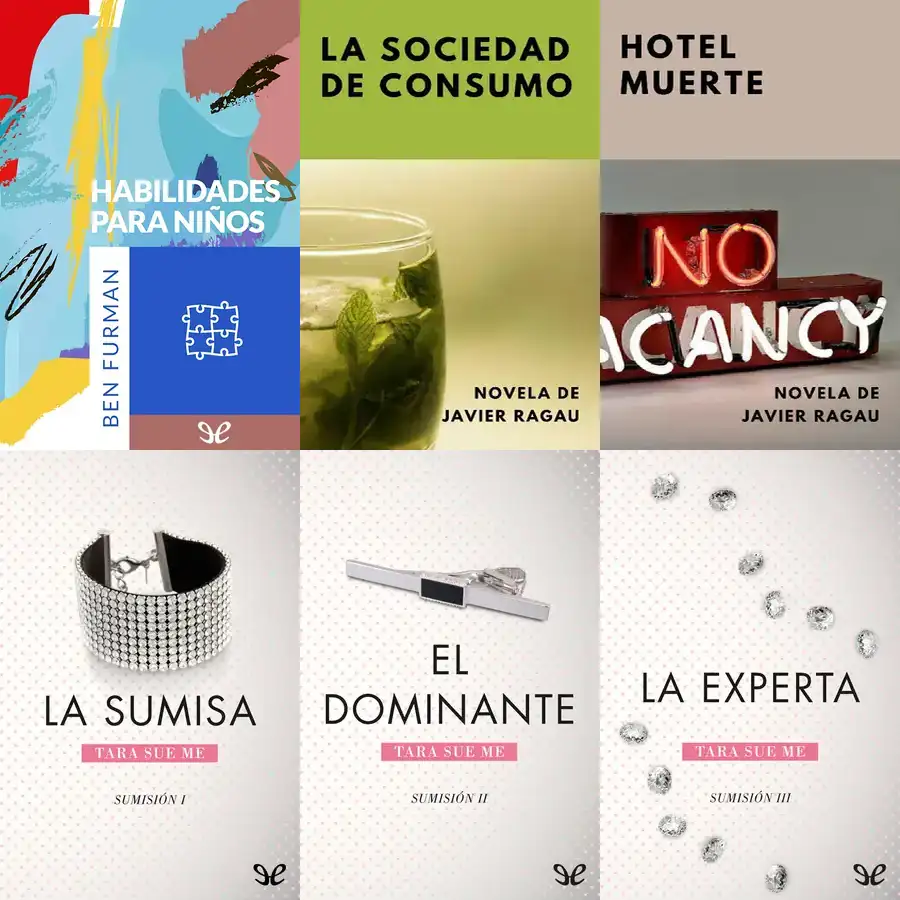 HABILIDADES
PARA NIÑOS
BEN FURMAN
LA SOCIEDAD
DE CONSUMO
NOVELA DE
JAVIER RAGAU
HOTEL
MUERTE
NO
ACANCY
NOVELA DE
JAVIER RAGAU
LA SUMISA
TARA SUE ME
SUMISIÓN I
EL
DOMINANTE
TARA SUE ME
SUMISIÓN II
LA EXPERTA
TARA SUE ME
SUMISIÓN III